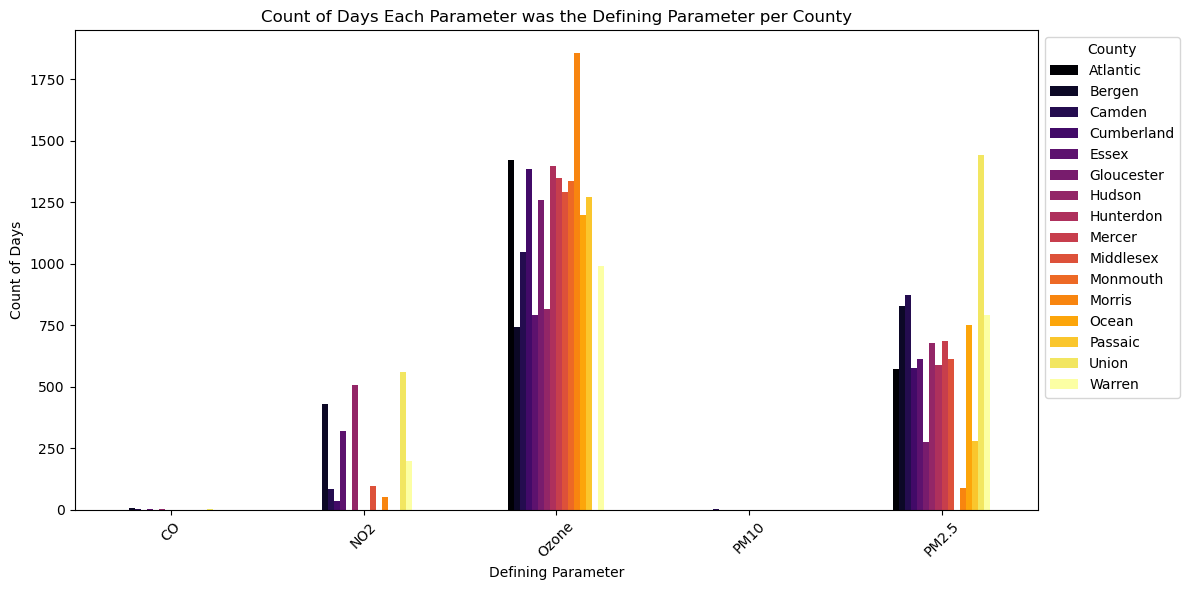 Count of Days Each Parameter was the Defining Parameter per County
Count of Days
1750
1500
1250
1000
750
500
250
0
CO
NO2
Ozone
PM10
PM2.5
Defining Parameter
County
Atlantic
Bergen
Camden
Cumberland
Essex
Gloucester
Hudson
Hunterdon
Mercer
Middlesex
Monmouth
Morris
Ocean
Passaic
Union
Warren